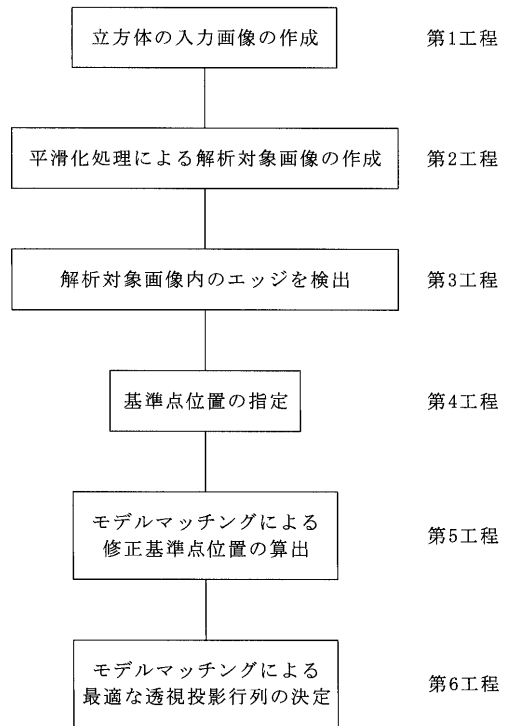 立方体の入力画像の作成
第1工程
平滑化処理による解析対象画像の作成
第2工程
解析対象画像内のエッジを検出
第3工程
基準点位置の指定
第4工程
モデルマッチングによる
修正基準点位置の算出
第5工程
モデルマッチングによる
最適な透視投影行列の決定
第6工程